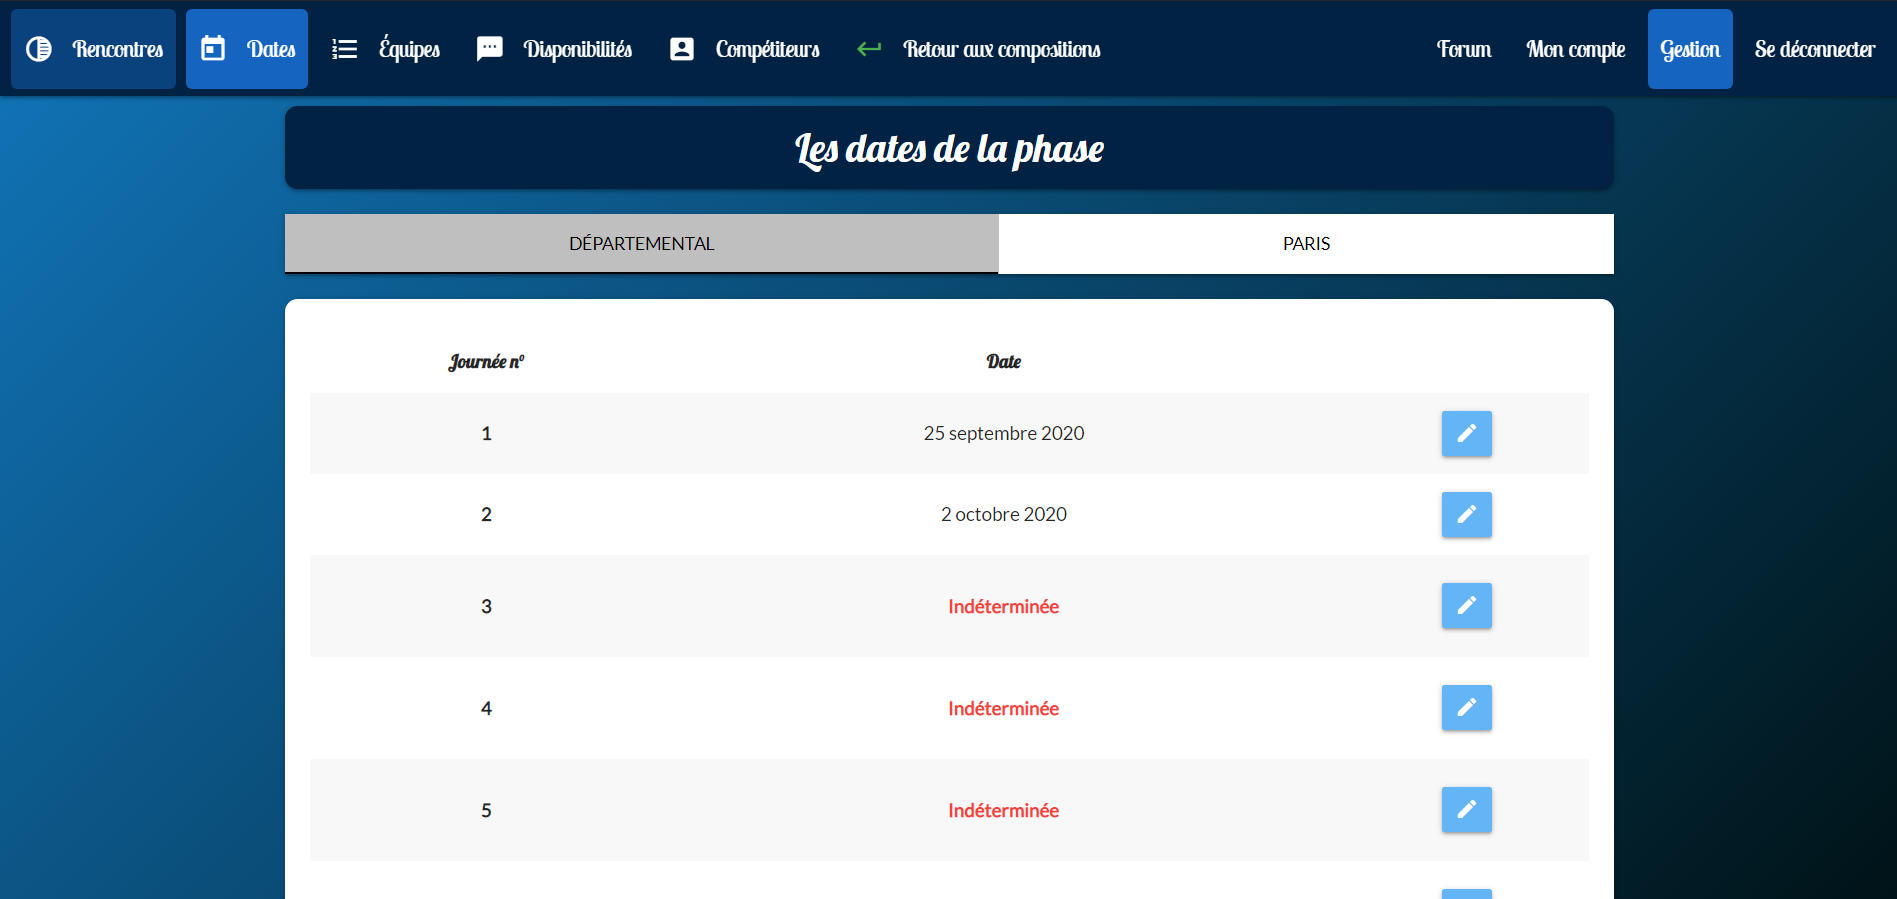 Rencontres Dates Équipes Disponibilités Compétiteurs Retour aux compositions Forum Mon compte Gestion Se déconnecter
Les dates de la phase
DÉPARTEMENTAL PARIS
Journée n° Date
1 25 septembre 2020
2 2 octobre 2020
3 Indéterminée
4 Indéterminée
5 Indéterminée